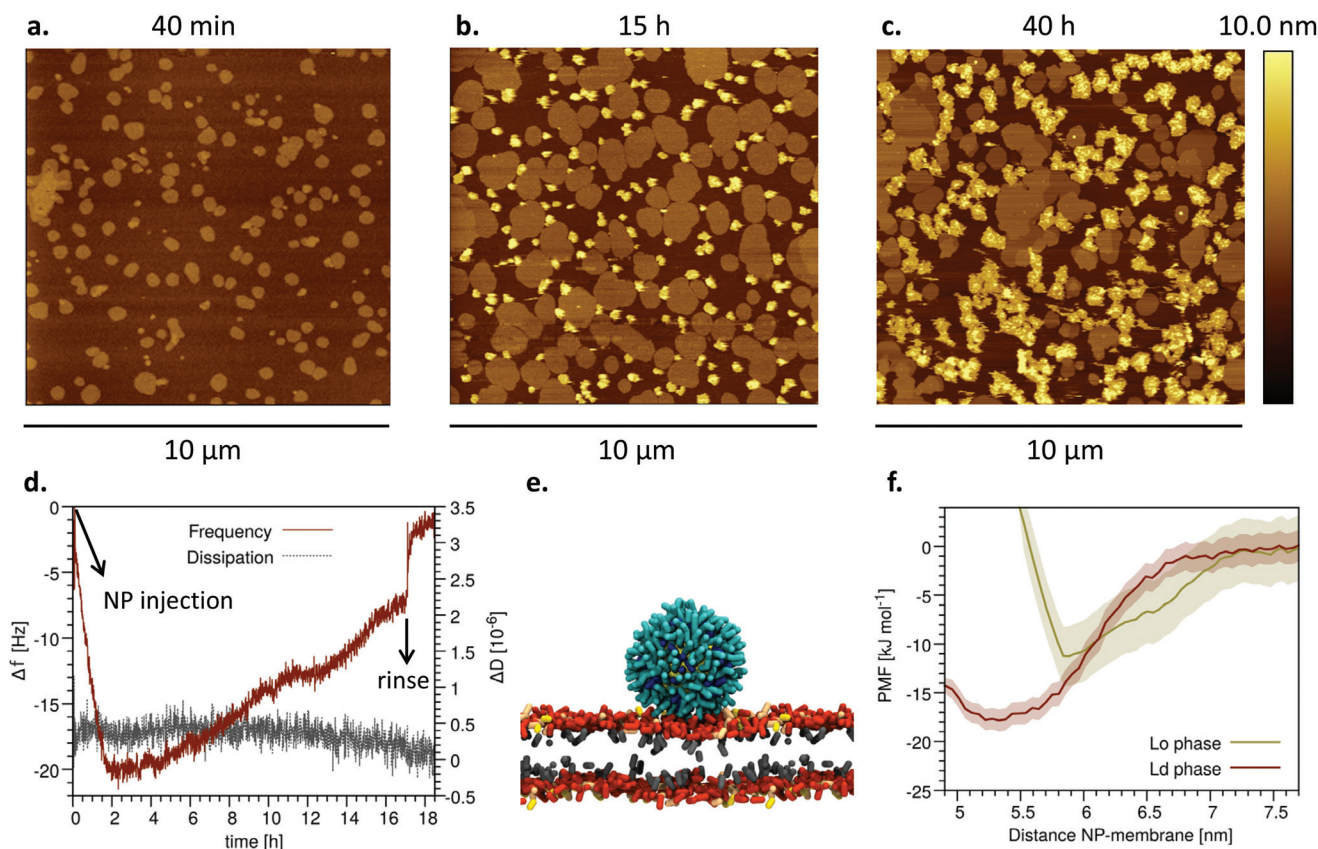 a. 40 min
b. 15 h
c. 40 h
10.0 nm
10 µm
10 µm
10 µm
d.
Frequency
Dissipation
NP injection
rinse
Δf [Hz]
0
-5
-10
-15
-20
ΔD [10⁻⁶]
3.5
3
2.5
2
1.5
1
0.5
0
-0.5
0 2 4 6 8 10 12 14 16 18
time [h]
e.
f.
PMF [kJ mol⁻¹]
0
-5
-10
-15
-20
-25
Lo phase
Ld phase
5 5.5 6 6.5 7 7.5
Distance NP-membrane [nm]